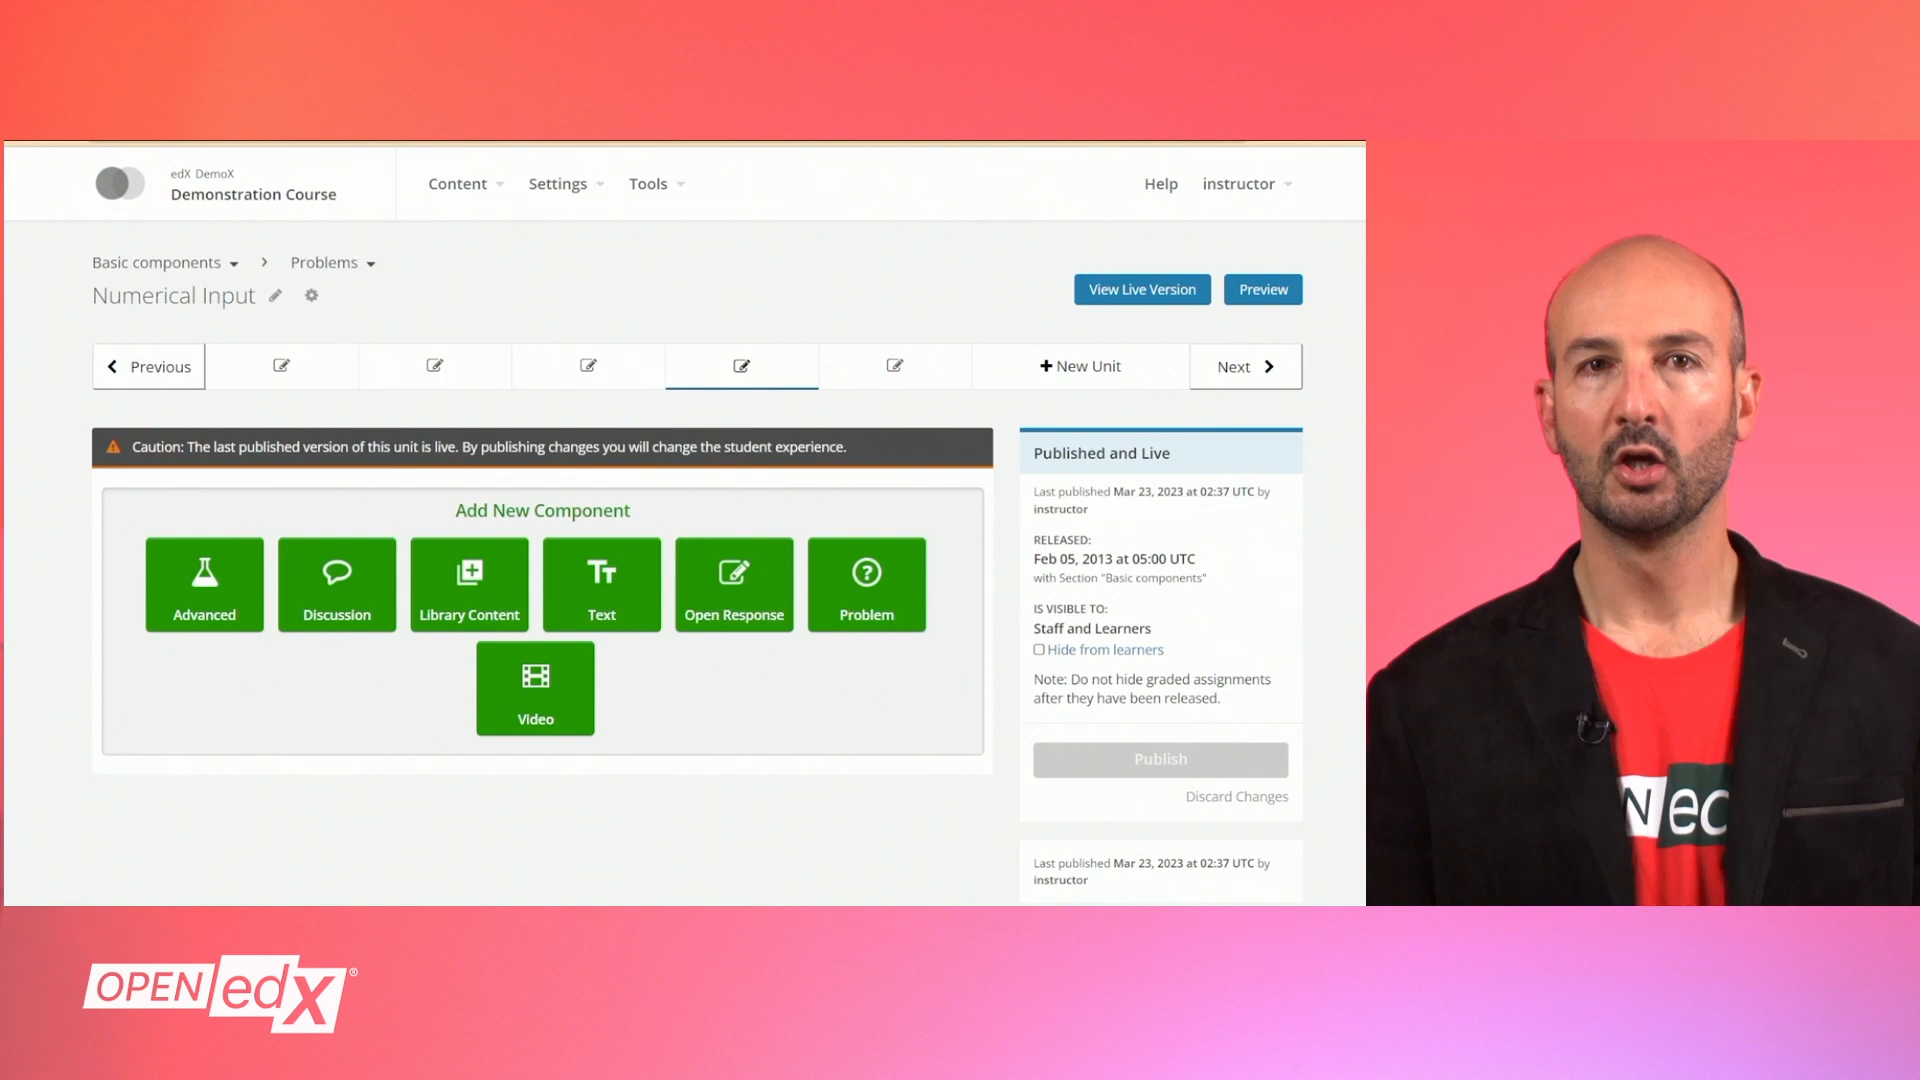 edX DemoX
Demonstration Course
Content
Settings
Tools
Help
instructor
Basic components > Problems
Numerical Input
View Live Version
Preview
Previous
+ New Unit
Next
Caution: The last published version of this unit is live. By publishing changes you will change the student experience.
Add New Component
Advanced
Discussion
Library Content
Text
Open Response
Problem
Video
Published and Live
Last published Mar 23, 2023 at 02:37 UTC by
instructor
RELEASED:
Feb 05, 2013 at 05:00 UTC
with Section "Basic components"
IS VISIBLE TO:
Staff and Learners
Hide from learners
Note: Do not hide graded assignments
after they have been released.
Publish
Discard Changes
Last published Mar 23, 2023 at 02:37 UTC by
instructor
N ed
OPEN edX®